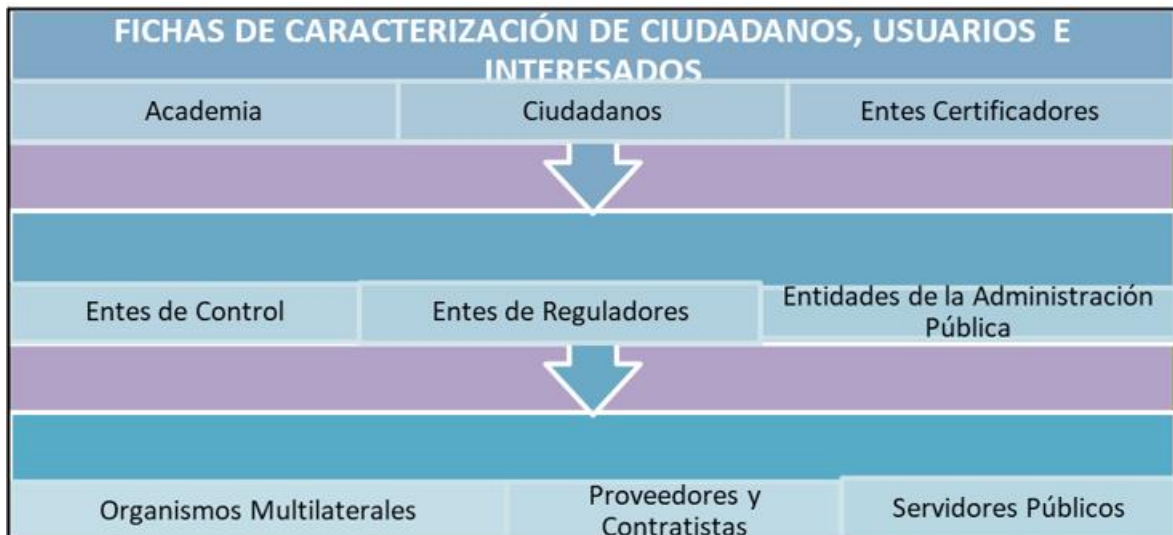 FICHAS DE CARACTERIZACIÓN DE CIUDADANOS, USUARIOS E
INTERESADOS
Academia
Ciudadanos
Entes Certificadores
Entes de Control
Entes de Reguladores
Entidades de la Administración
Pública
Organismos Multilaterales
Proveedores y
Contratistas
Servidores Públicos